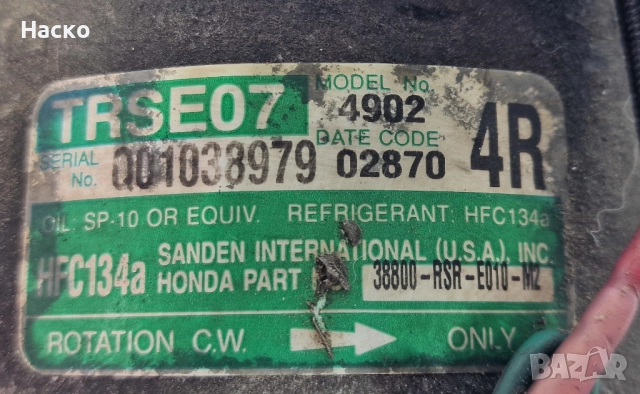 Hacko
TRSE07
MODEL No.
4902
DATE CODE
02870
4R
SERIAL No.
001038979
OIL: SP-10 OR EQUIV. REFRIGERANT: HFC134a
HFC134a
SANDEN INTERNATIONAL (U.S.A.) INC.
HONDA PART
38800-RSR-E010-M2
ROTATION C.W. ONLY
BAZAR